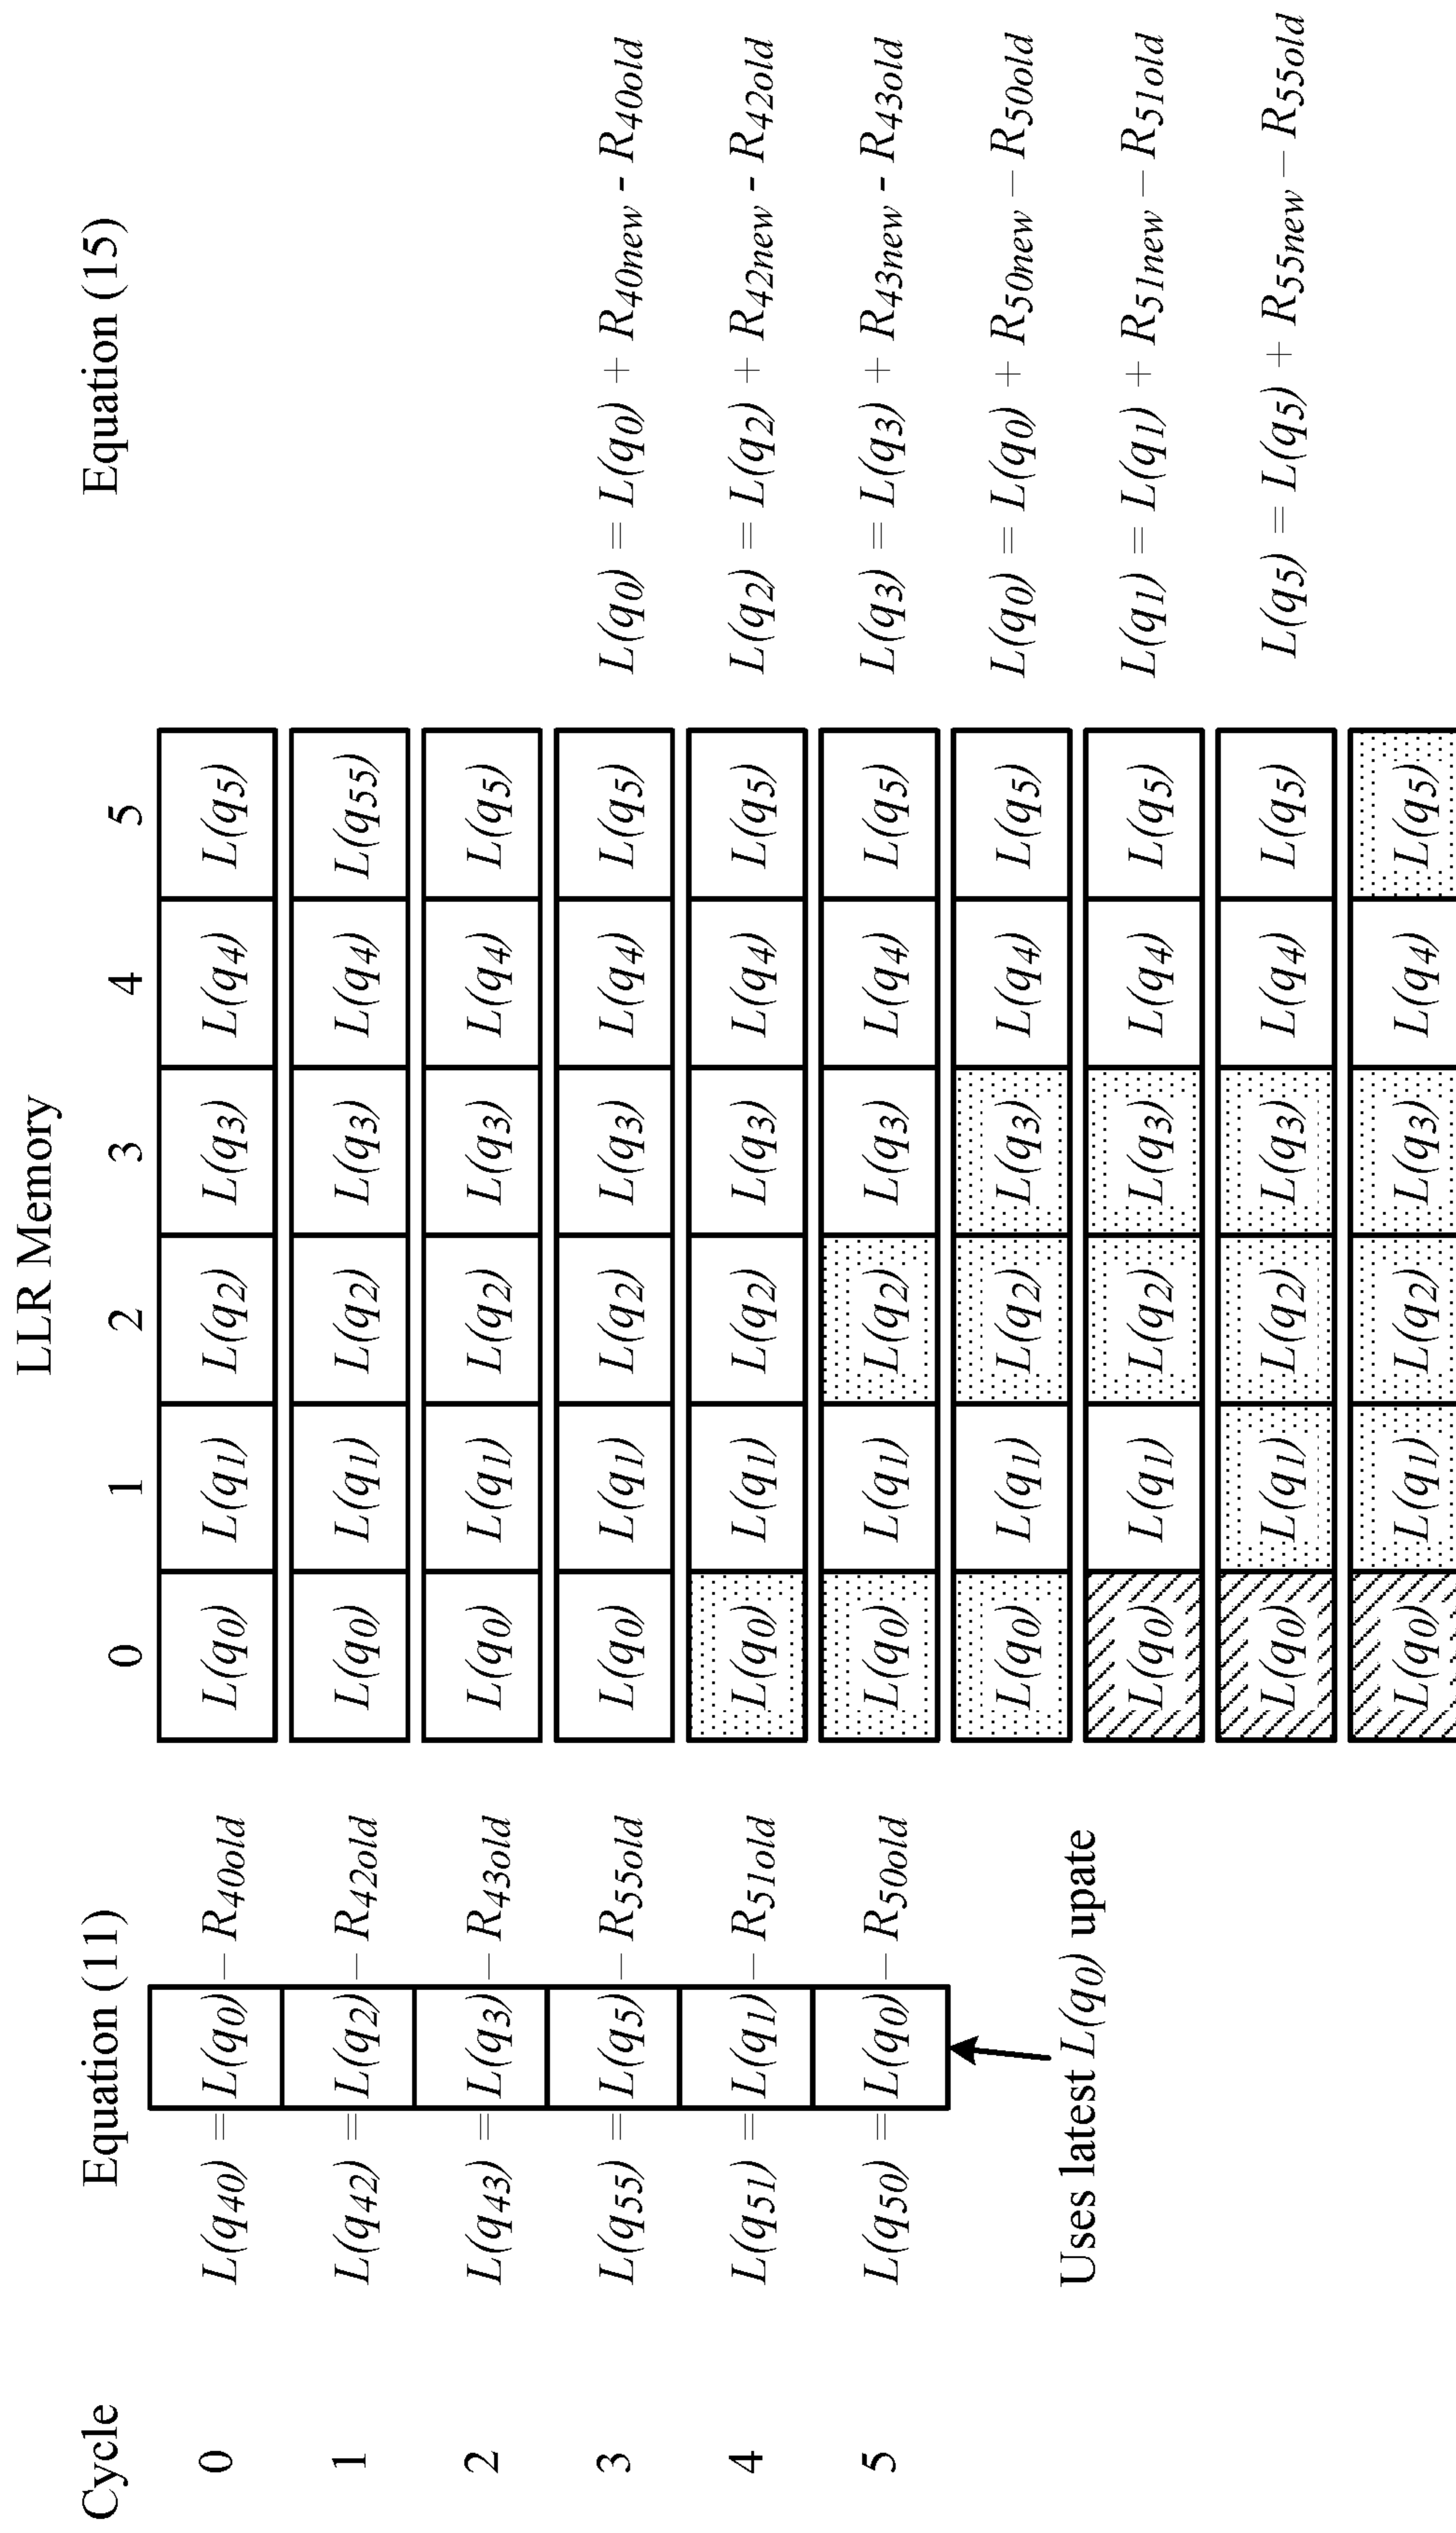 LLR Memory
Cycle Equation (11) 0 1 2 3 4 5 Equation (15)
0 L(q40) = L(q0) – R40old L(q0) L(q1) L(q2) L(q3) L(q4) L(q5)
1 L(q42) = L(q2) – R42old L(q0) L(q1) L(q2) L(q3) L(q4) L(q55)
2 L(q43) = L(q3) – R43old L(q0) L(q1) L(q2) L(q3) L(q4) L(q5)
3 L(q55) = L(q5) – R55old L(q0) L(q1) L(q2) L(q3) L(q4) L(q5) L(q0) = L(q0) + R40new - R40old
4 L(q51) = L(q1) – R51old L(q0) L(q1) L(q2) L(q3) L(q4) L(q5) L(q2) = L(q2) + R42new - R42old
5 L(q50) = L(q0) – R50old L(q0) L(q1) L(q2) L(q3) L(q4) L(q5) L(q3) = L(q3) + R43new - R43old
L(q0) L(q1) L(q2) L(q3) L(q4) L(q5) L(q0) = L(q0) + R50new – R50old
Uses latest L(q0) upate L(q0) L(q1) L(q2) L(q3) L(q4) L(q5) L(q1) = L(q1) + R51new – R51old
L(q0) L(q1) L(q2) L(q3) L(q4) L(q5) L(q5) = L(q5) + R55new – R55old
L(q0) L(q1) L(q2) L(q3) L(q4) L(q5)